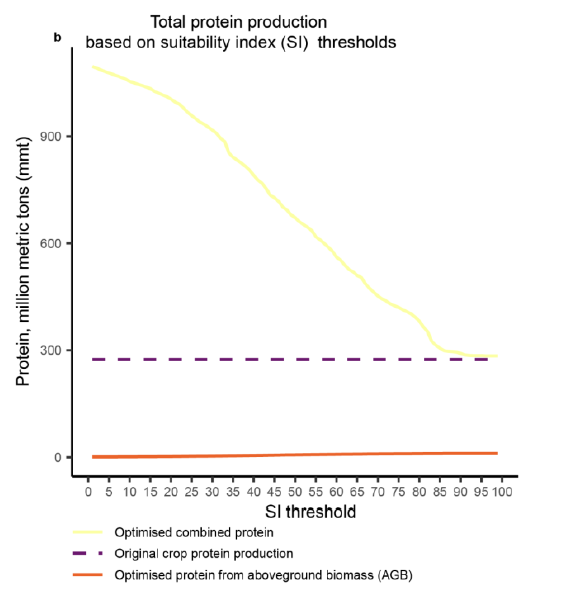 Total protein production
b based on suitability index (SI) thresholds
Protein, million metric tons (mmt)
900
600
300
0
0 5 10 15 20 25 30 35 40 45 50 55 60 65 70 75 80 85 90 95 100
SI threshold
Optimised combined protein
Original crop protein production
Optimised protein from aboveground biomass (AGB)